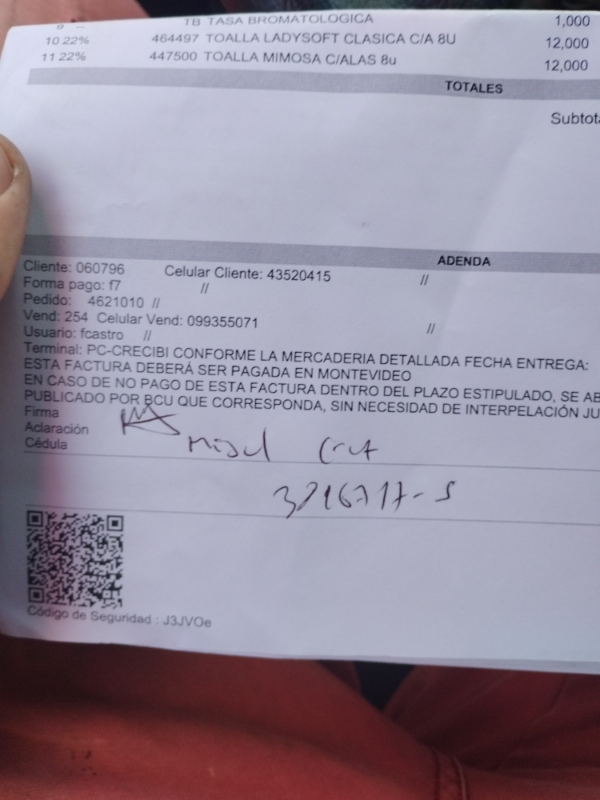 TB TASA BROMATOLOGICA 1,000
10 22% 464497 TOALLA LADYSOFT CLASICA C/A 8U 12,000
11 22% 447500 TOALLA MIMOSA C/ALAS 8u 12,000
TOTALES
Subtot
ADENDA
Cliente: 060796 Celular Cliente: 43520415 //
Forma pago: f7 //
Pedido: 4621010 //
Vend: 254 Celular Vend: 099355071 //
Usuario: fcastro //
Terminal: PC-CRECIBI CONFORME LA MERCADERIA DETALLADA FECHA ENTREGA:
ESTA FACTURA DEBERÁ SER PAGADA EN MONTEVIDEO
EN CASO DE NO PAGO DE ESTA FACTURA DENTRO DEL PLAZO ESTIPULADO, SE AB
PUBLICADO POR BCU QUE CORRESPONDA, SIN NECESIDAD DE INTERPELACIÓN JU
Firma
Aclaración
Cédula
Código de Seguridad : J3JVOe